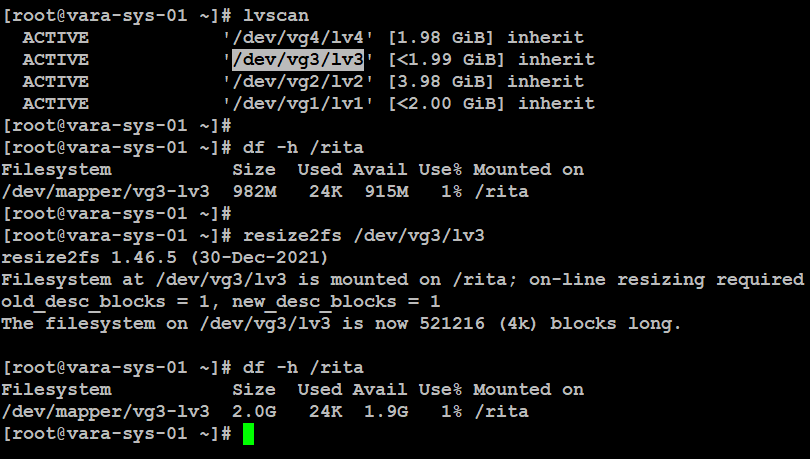 [root@vara-sys-01 ~]# lvscan
  ACTIVE            '/dev/vg4/lv4' [1.98 GiB] inherit
  ACTIVE            '/dev/vg3/lv3' [<1.99 GiB] inherit
  ACTIVE            '/dev/vg2/lv2' [3.98 GiB] inherit
  ACTIVE            '/dev/vg1/lv1' [<2.00 GiB] inherit
[root@vara-sys-01 ~]#
[root@vara-sys-01 ~]# df -h /rita
Filesystem           Size  Used Avail Use% Mounted on
/dev/mapper/vg3-lv3  982M   24K  915M   1% /rita
[root@vara-sys-01 ~]#
[root@vara-sys-01 ~]# resize2fs /dev/vg3/lv3
resize2fs 1.46.5 (30-Dec-2021)
Filesystem at /dev/vg3/lv3 is mounted on /rita; on-line resizing required
old_desc_blocks = 1, new_desc_blocks = 1
The filesystem on /dev/vg3/lv3 is now 521216 (4k) blocks long.

[root@vara-sys-01 ~]# df -h /rita
Filesystem           Size  Used Avail Use% Mounted on
/dev/mapper/vg3-lv3  2.0G   24K  1.9G   1% /rita
[root@vara-sys-01 ~]#